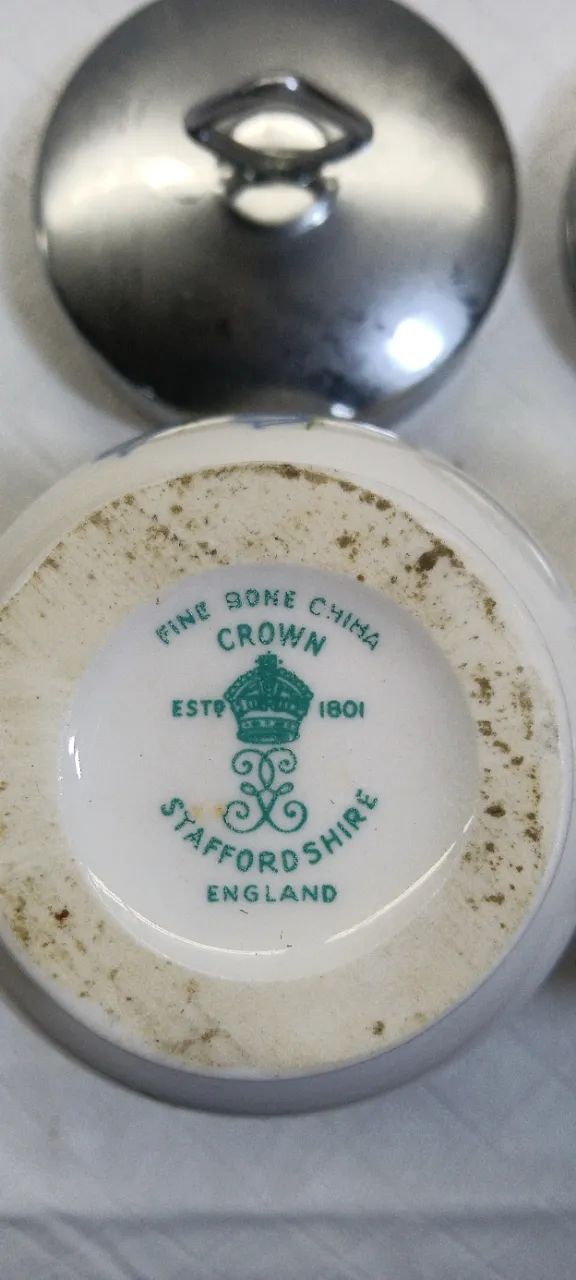 FINE BONE CHINA
CROWN
ESTD 1801
STAFFORDSHIRE
ENGLAND